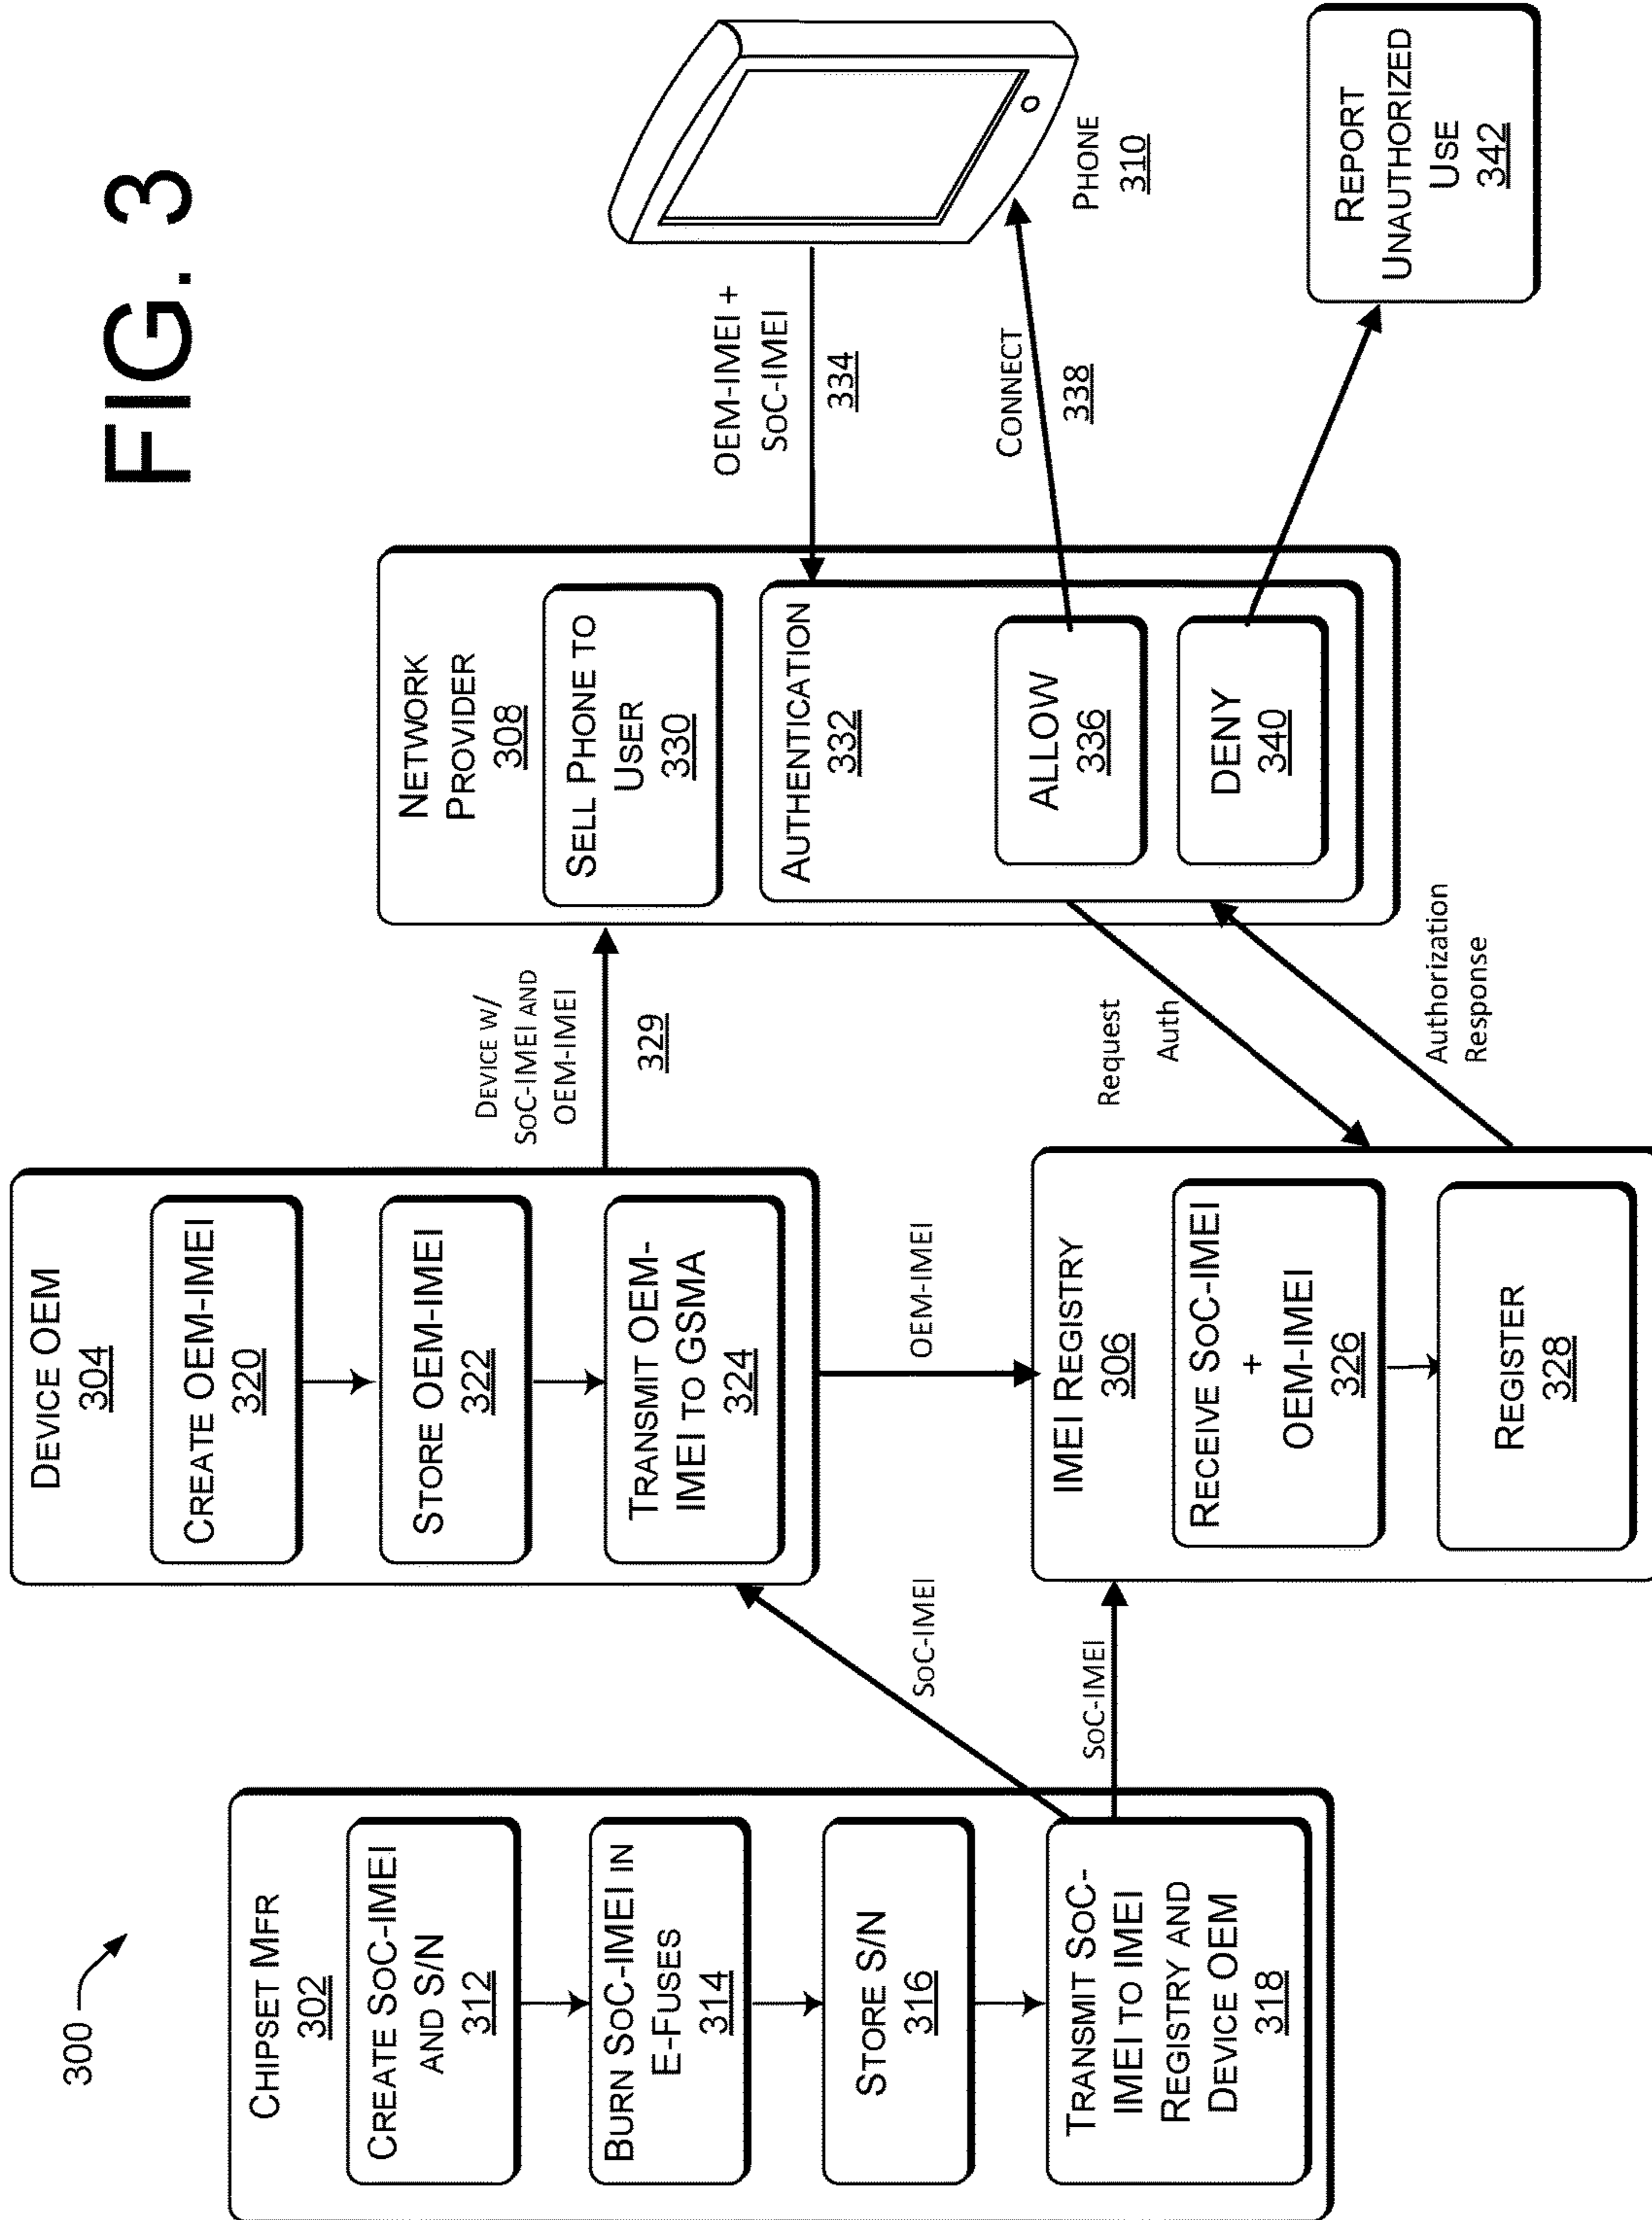 FIG. 3
300
CHIPSET MFR
302
CREATE SOC-IMEI
AND S/N
312
BURN SOC-IMEI IN
E-FUSES
314
STORE S/N
316
TRANSMIT SOC-
IMEI TO IMEI
REGISTRY AND
DEVICE OEM
318
SOC-IMEI
SOC-IMEI
DEVICE OEM
304
CREATE OEM-IMEI
320
STORE OEM-IMEI
322
TRANSMIT OEM-
IMEI TO GSMA
324
OEM-IMEI
IMEI REGISTRY
306
RECEIVE SOC-IMEI
+
OEM-IMEI
326
REGISTER
328
DEVICE W/
SOC-IMEI AND
OEM-IMEI
329
Request
Auth
Authorization
Response
NETWORK
PROVIDER
308
SELL PHONE TO
USER
330
AUTHENTICATION
332
ALLOW
336
DENY
340
OEM-IMEI +
SOC-IMEI
334
CONNECT
338
PHONE
310
REPORT
UNAUTHORIZED
USE
342